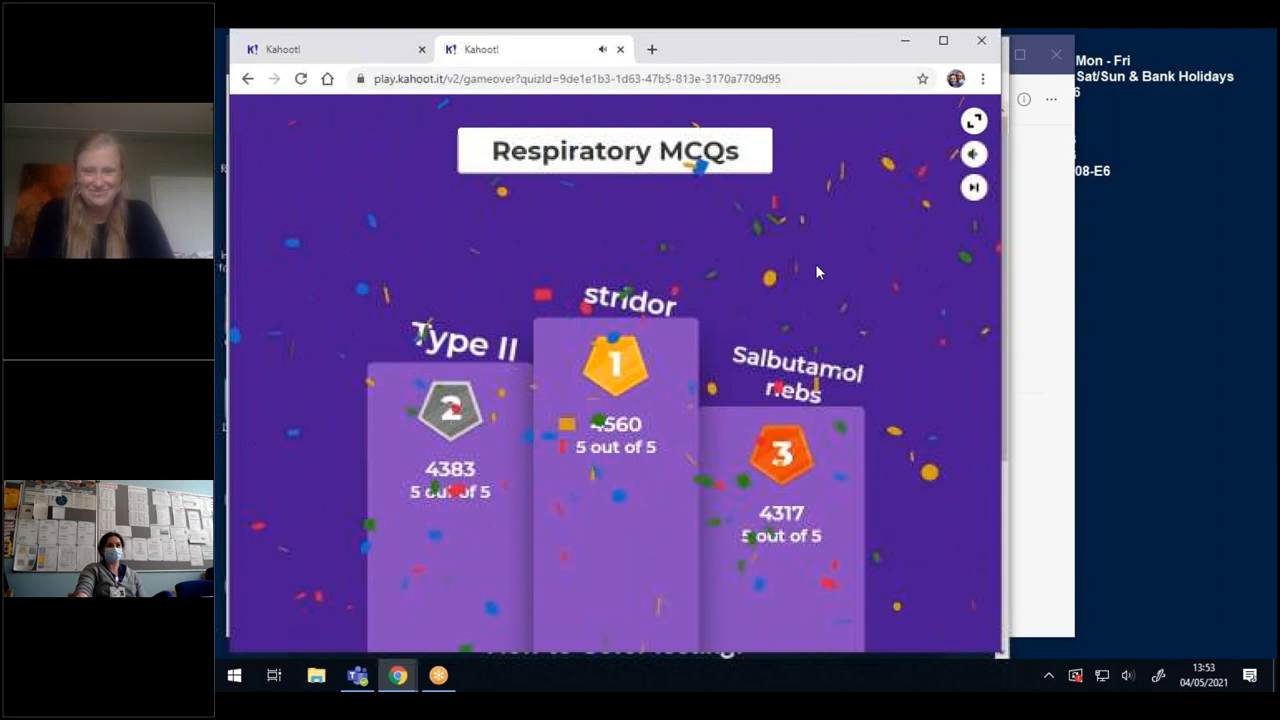 K! Kahoot!
K! Kahoot!
play.kahoot.it/v2/gameover?quizId=9de1e1b3-1d63-47b5-813e-3170a7709d95
Mon - Fri
Sat/Sun & Bank Holidays
6
08-E6
Respiratory MCQs
stridor
1
4560
5 out of 5
Type II
2
4383
5 out of 5
Salbutamol
nebs
3
4317
5 out of 5
13:53
04/05/2021